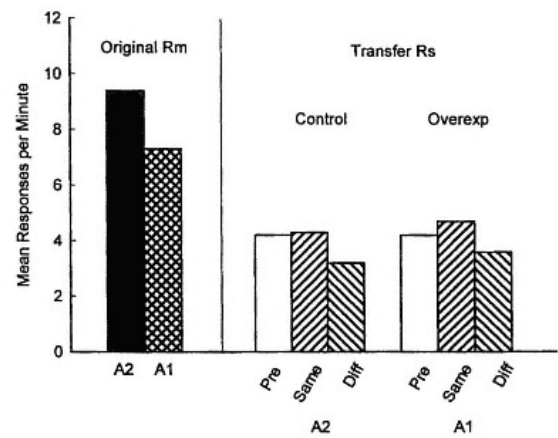 12
10
8
6
4
2
0
Mean Responses per Minute
Original Rm
A2 A1
Transfer Rs
Control Overexp
Pre Same Diff Pre Same Diff
A2 A1